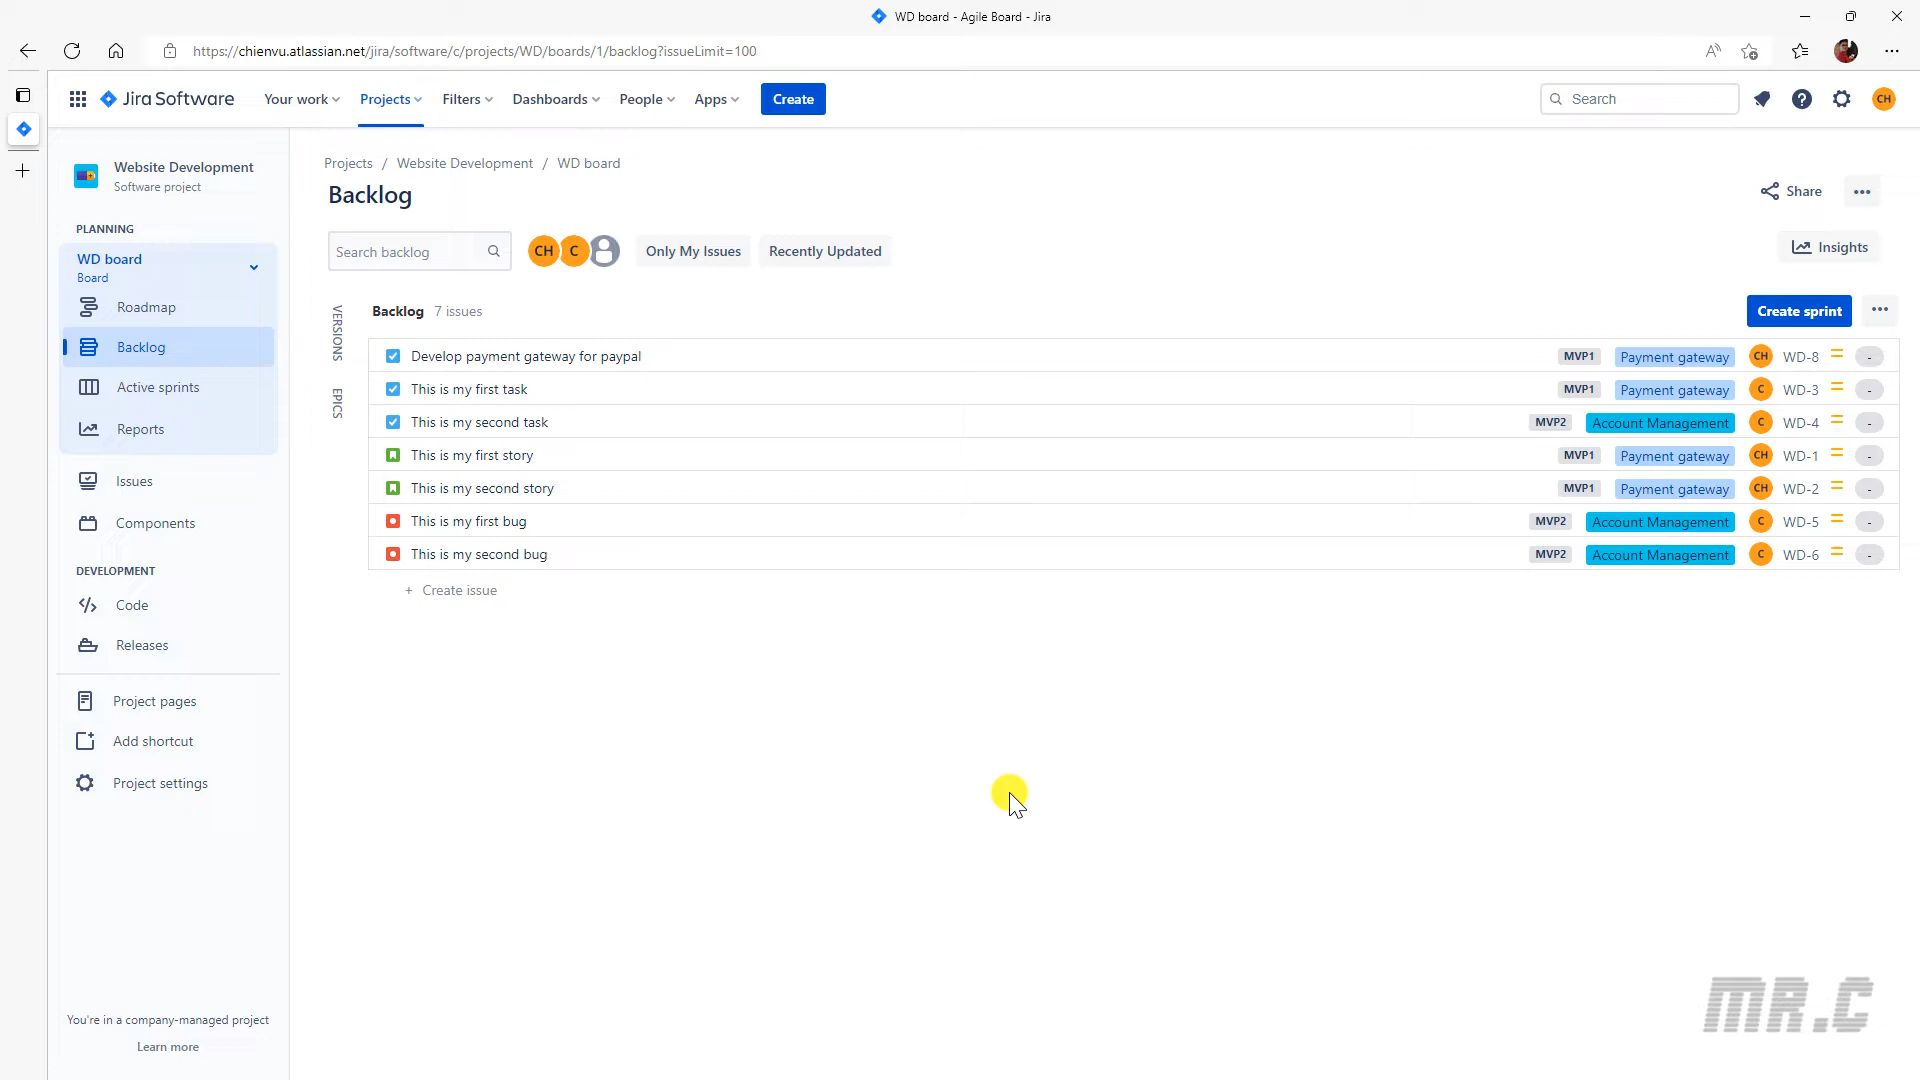 WD board - Agile Board - Jira
https://chienvu.atlassian.net/jira/software/c/projects/WD/boards/1/backlog?issueLimit=100
Jira Software Your work Projects Filters Dashboards People Apps Create Search CH
Website Development
Software project
PLANNING
WD board
Board
Roadmap
Backlog
Active sprints
Reports
Issues
Components
DEVELOPMENT
Code
Releases
Project pages
Add shortcut
Project settings
You're in a company-managed project
Learn more
Projects / Website Development / WD board
Backlog
Share
Search backlog CH C Only My Issues Recently Updated
Insights
VERSIONS
EPICS
Backlog 7 issues Create sprint
Develop payment gateway for paypal MVP1 Payment gateway CH WD-8 -
This is my first task MVP1 Payment gateway C WD-3 -
This is my second task MVP2 Account Management C WD-4 -
This is my first story MVP1 Payment gateway CH WD-1 -
This is my second story MVP1 Payment gateway CH WD-2 -
This is my first bug MVP2 Account Management C WD-5 -
This is my second bug MVP2 Account Management C WD-6 -
+ Create issue
MR.C